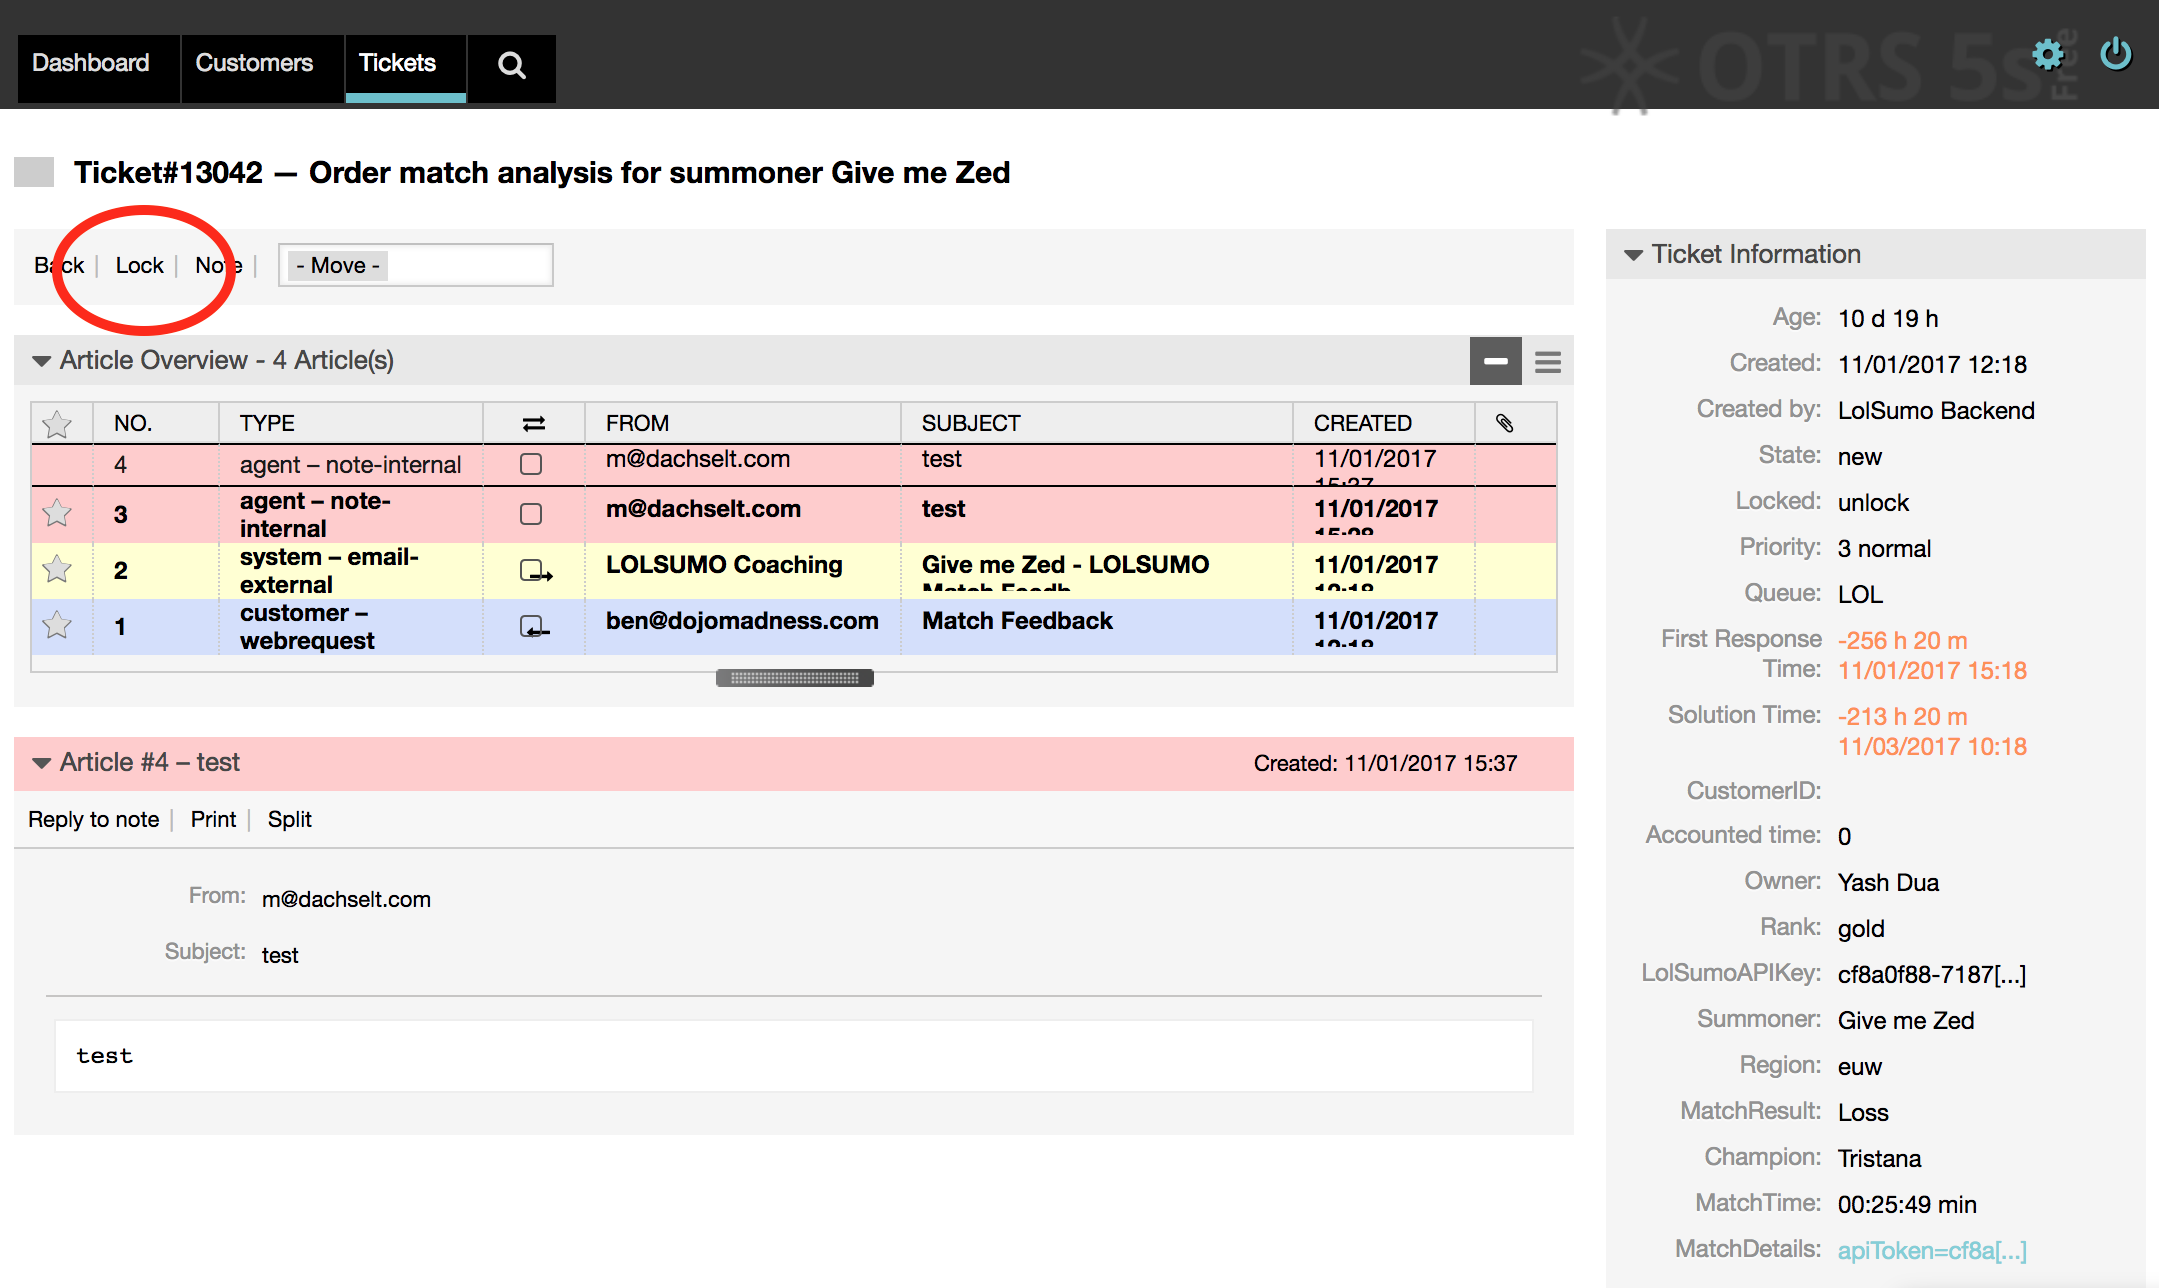 Dashboard
Customers
Tickets
OTRS 5s
Free
Ticket#13042 — Order match analysis for summoner Give me Zed
Back | Lock | Note |
- Move -
Article Overview - 4 Article(s)
NO. TYPE FROM SUBJECT CREATED
4 agent – note-internal m@dachselt.com test 11/01/2017
15:37
3 agent – note-internal m@dachselt.com test 11/01/2017
2 system – email-external LOLSUMO Coaching Give me Zed - LOLSUMO 11/01/2017
Match Feedb 12:18
1 customer – webrequest ben@dojomadness.com Match Feedback 11/01/2017
12:18
Article #4 – test
Created: 11/01/2017 15:37
Reply to note | Print | Split
From: m@dachselt.com
Subject: test
test
Ticket Information
Age: 10 d 19 h
Created: 11/01/2017 12:18
Created by: LolSumo Backend
State: new
Locked: unlock
Priority: 3 normal
Queue: LOL
First Response Time: -256 h 20 m
11/01/2017 15:18
Solution Time: -213 h 20 m
11/03/2017 10:18
CustomerID:
Accounted time: 0
Owner: Yash Dua
Rank: gold
LolSumoAPIKey: cf8a0f88-7187[...]
Summoner: Give me Zed
Region: euw
MatchResult: Loss
Champion: Tristana
MatchTime: 00:25:49 min
MatchDetails: apiToken=cf8a[...]